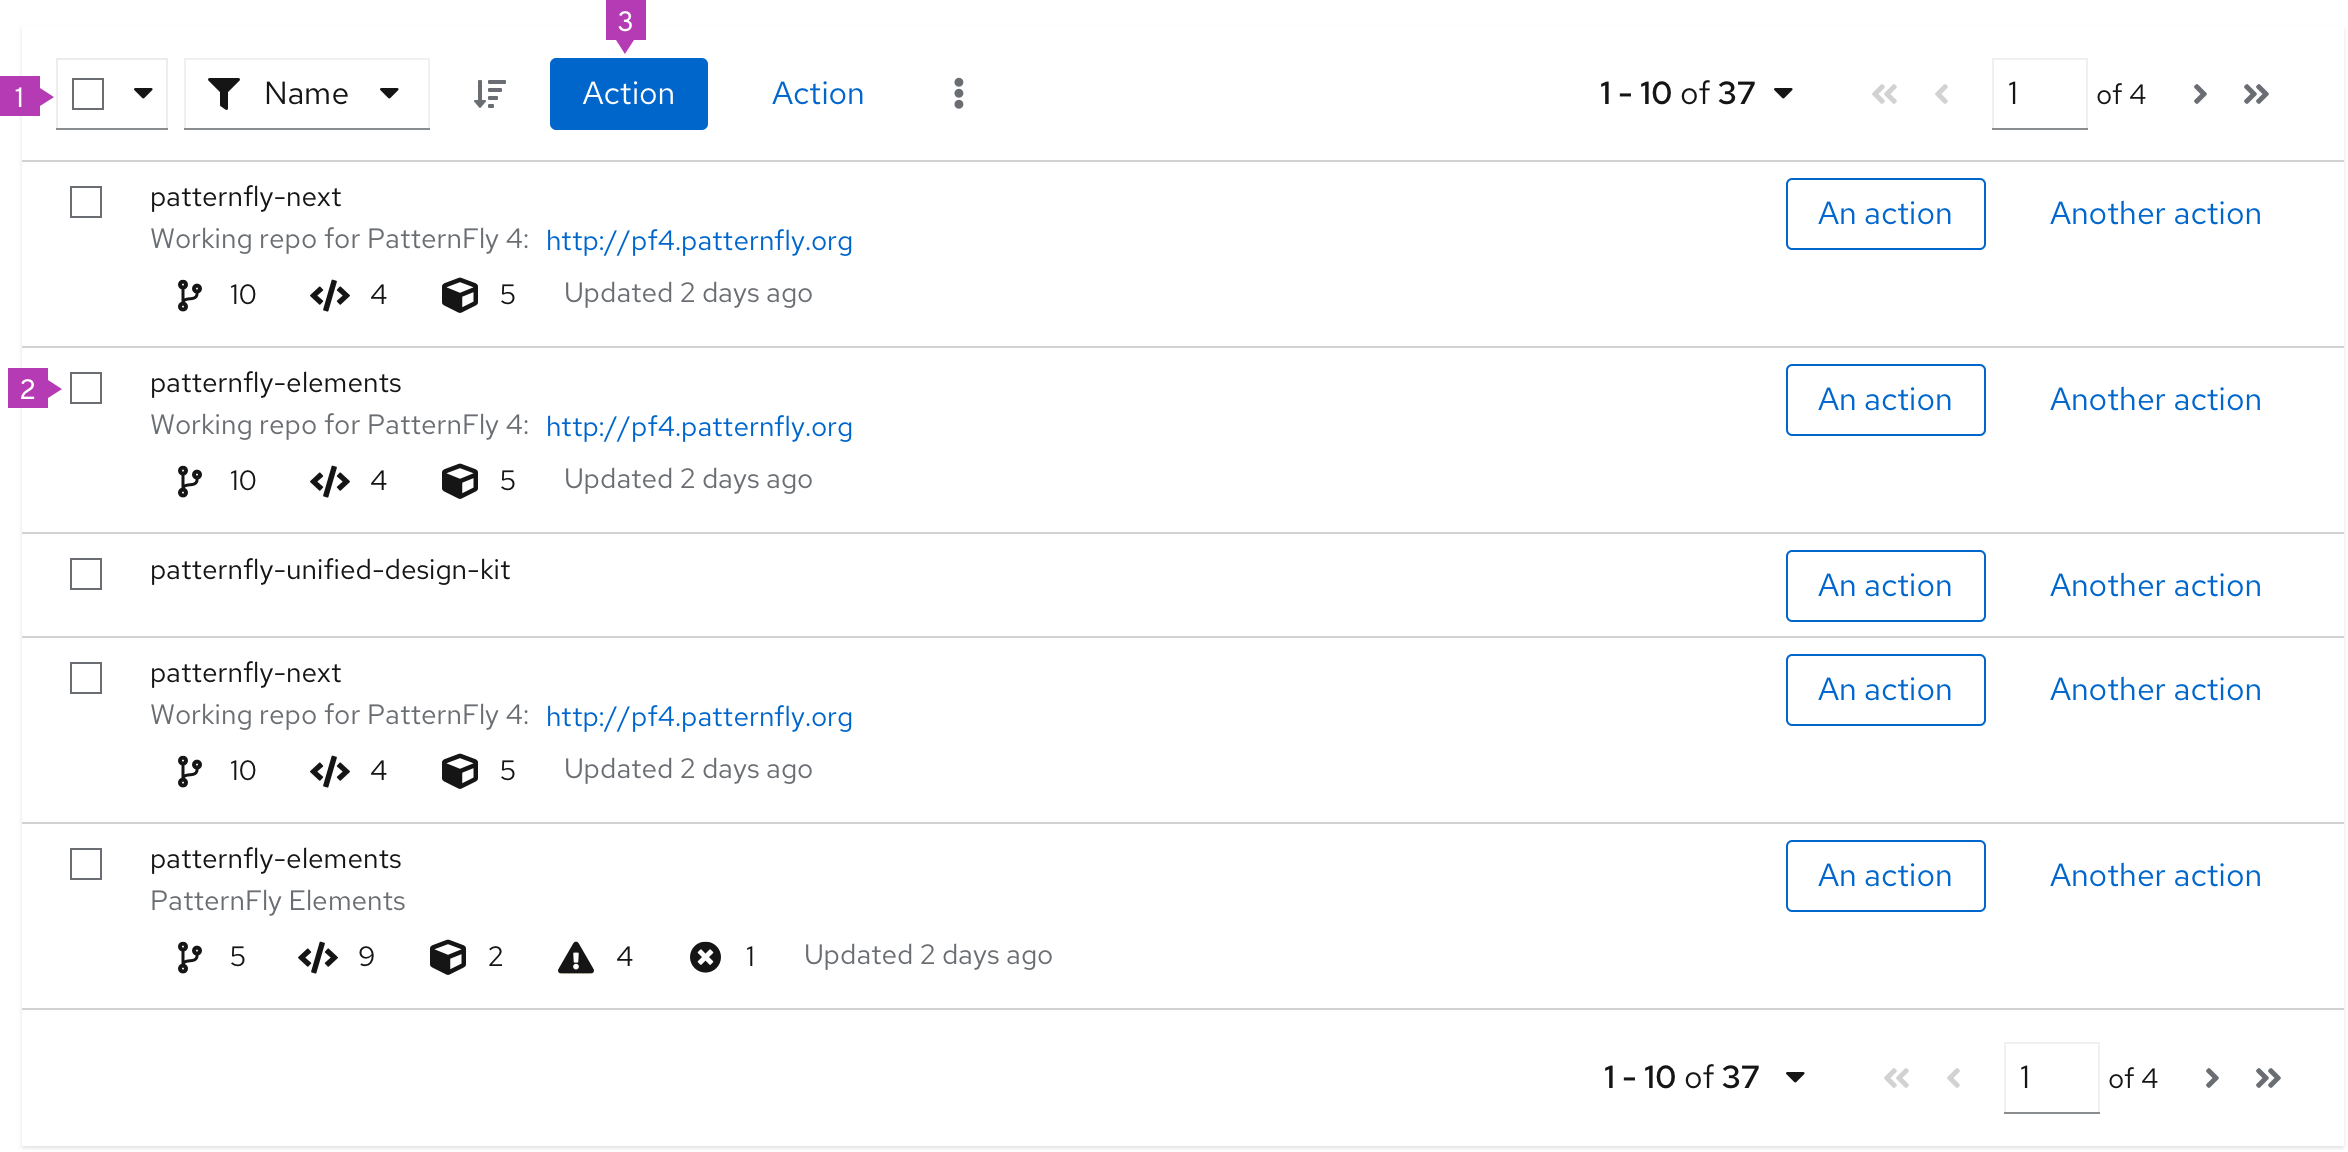 3
1 Name Action Action 1 - 10 of 37 1 of 4
patternfly-next An action Another action
Working repo for PatternFly 4: http://pf4.patternfly.org
10 4 5 Updated 2 days ago
2 patternfly-elements An action Another action
Working repo for PatternFly 4: http://pf4.patternfly.org
10 4 5 Updated 2 days ago
patternfly-unified-design-kit An action Another action
patternfly-next An action Another action
Working repo for PatternFly 4: http://pf4.patternfly.org
10 4 5 Updated 2 days ago
patternfly-elements An action Another action
PatternFly Elements
5 9 2 4 1 Updated 2 days ago
1 - 10 of 37 1 of 4